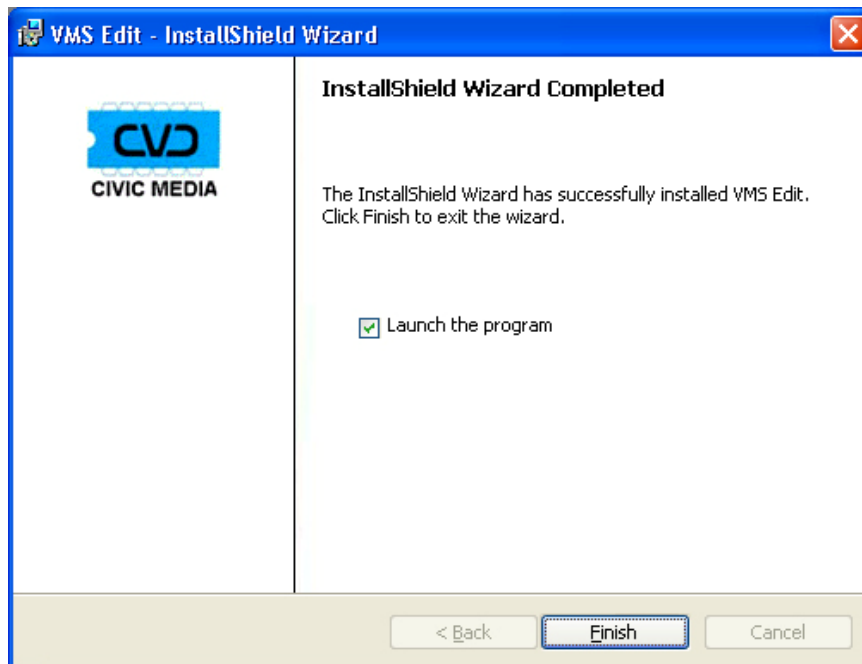 VMS Edit - InstallShield Wizard
CVD
CIVIC MEDIA
InstallShield Wizard Completed
The InstallShield Wizard has successfully installed VMS Edit.
Click Finish to exit the wizard.
Launch the program
< Back
Finish
Cancel